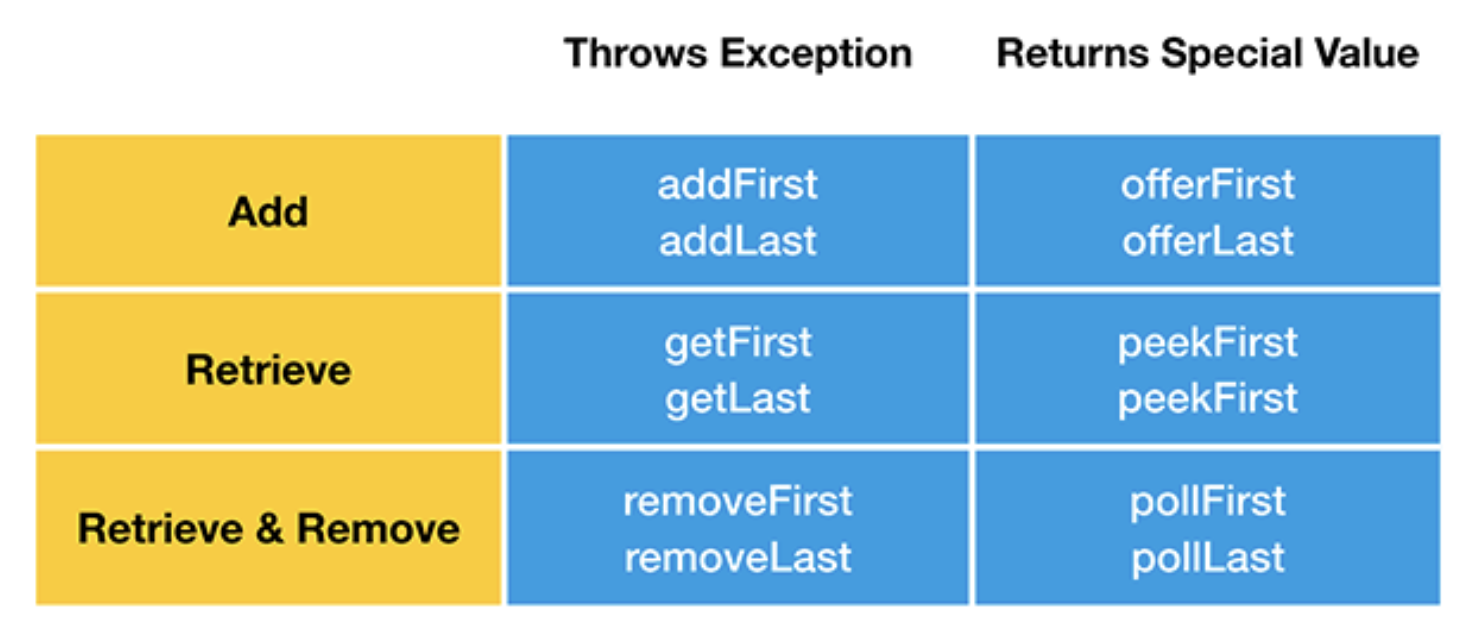 Throws Exception Returns Special Value
Add
addFirst
addLast
offerFirst
offerLast
Retrieve
getFirst
getLast
peekFirst
peekFirst
Retrieve & Remove
removeFirst
removeLast
pollFirst
pollLast